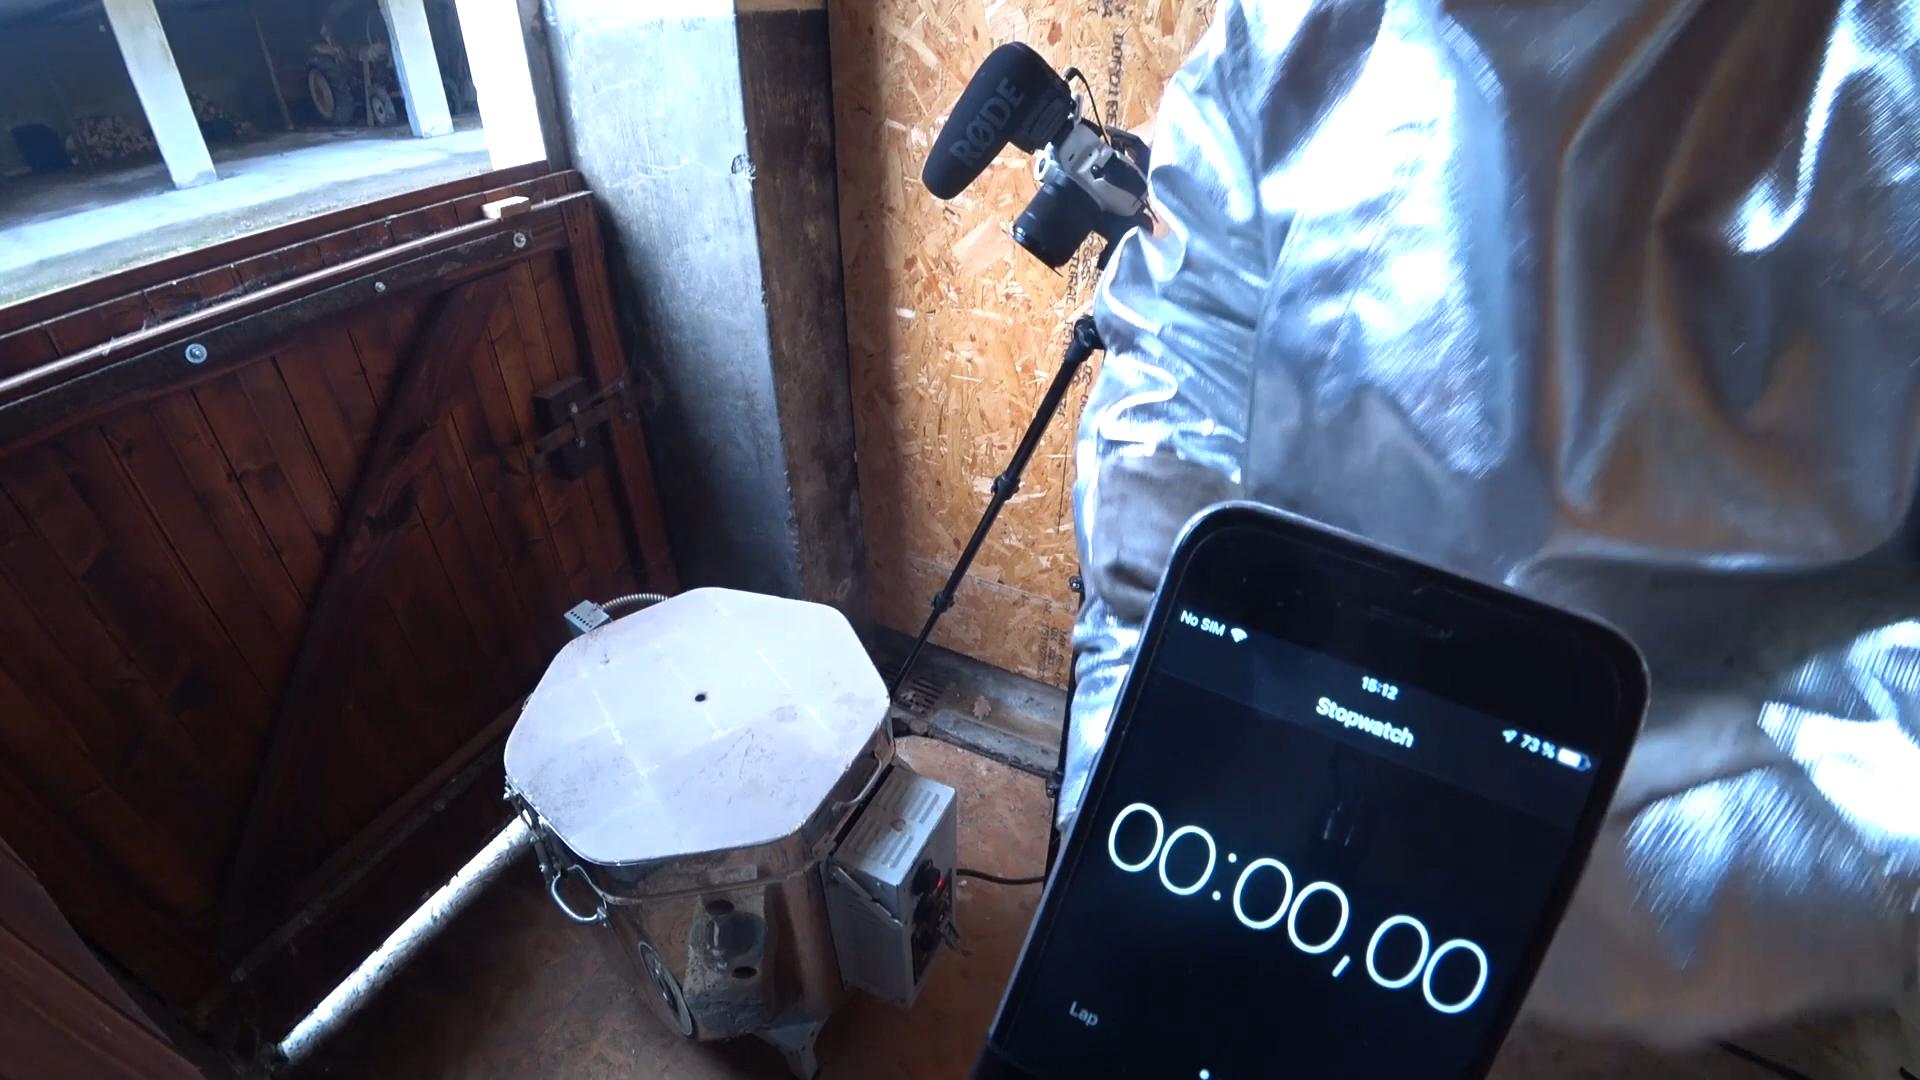 RØDE
No SIM
15:12
73 %
Stopwatch
00:00,00
Lap